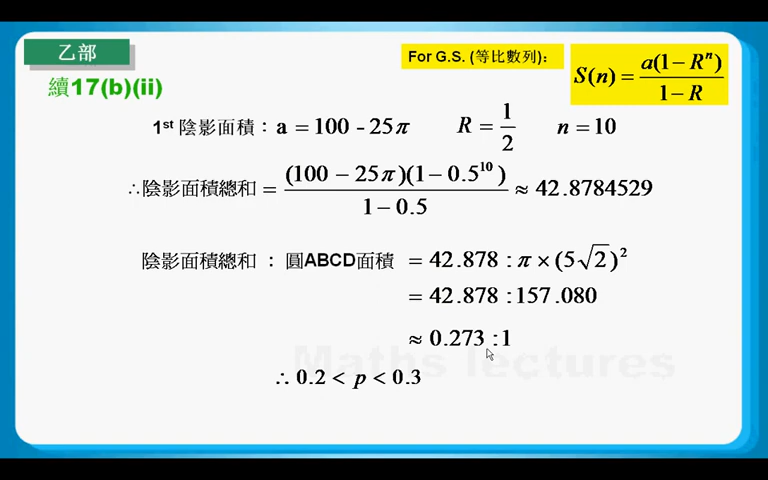 乙部
續17(b)(ii)
For G.S. (等比數列):
S(n) = a(1 − Rⁿ) / 1 − R
1st 陰影面積：a = 100 - 25π R = 1/2 n = 10
∴陰影面積總和 = (100 − 25π)(1 − 0.5¹⁰) / 1 − 0.5 ≈ 42.8784529
陰影面積總和 : 圓ABCD面積 = 42.878 : π × (5√2)²
= 42.878 : 157.080
≈ 0.273 : 1
∴ 0.2 < p < 0.3
Maths lectures